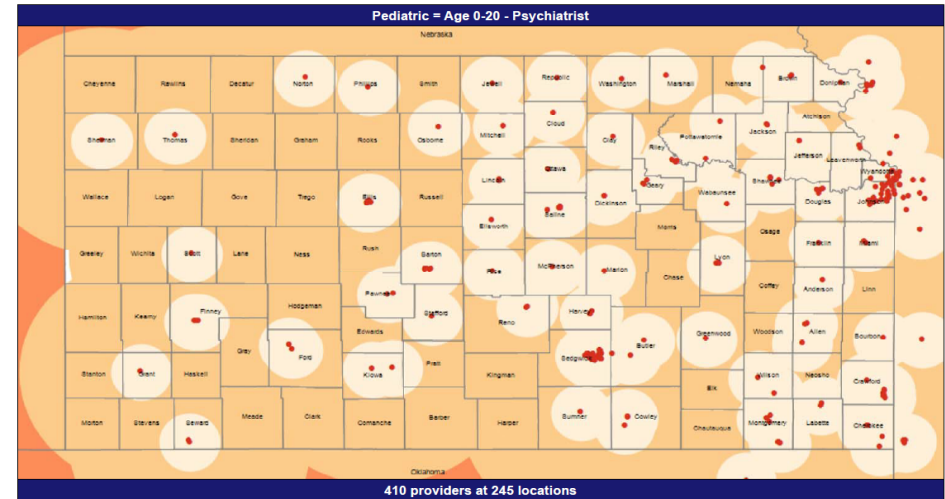 Pediatric = Age 0-20 - Psychiatrist
Nebraska
Cheyenne Rawlins Decatur Norton Phillips Smith Jewell Republic Washington Marshall Nemaha Brown Doniphan
Atchison
Sherman Thomas Sheridan Graham Rooks Osborne Mitchell Cloud Clay Riley Pottawatomie Jackson Jefferson Leavenworth
Wyandotte
Wallace Logan Gove Trego Ellis Russell Lincoln Ottawa Dickinson Geary Wabaunsee Shawnee Douglas Johnson
Saline
Ellsworth Morris Osage
Greeley Wichita Scott Lane Ness Rush Barton Rice McPherson Marion Chase Lyon Franklin Miami
Coffey Anderson Linn
Hamilton Kearny Finney Hodgeman Pawnee Stafford Reno Harvey
Gray Ford Edwards Greenwood Woodson Allen Bourbon
Stanton Grant Haskell Kiowa Pratt Kingman Sedgwick Butler Wilson Neosho Crawford
Elk
Morton Stevens Seward Meade Clark Comanche Barber Harper Sumner Cowley Chautauqua Montgomery Labette Cherokee
Oklahoma
410 providers at 245 locations